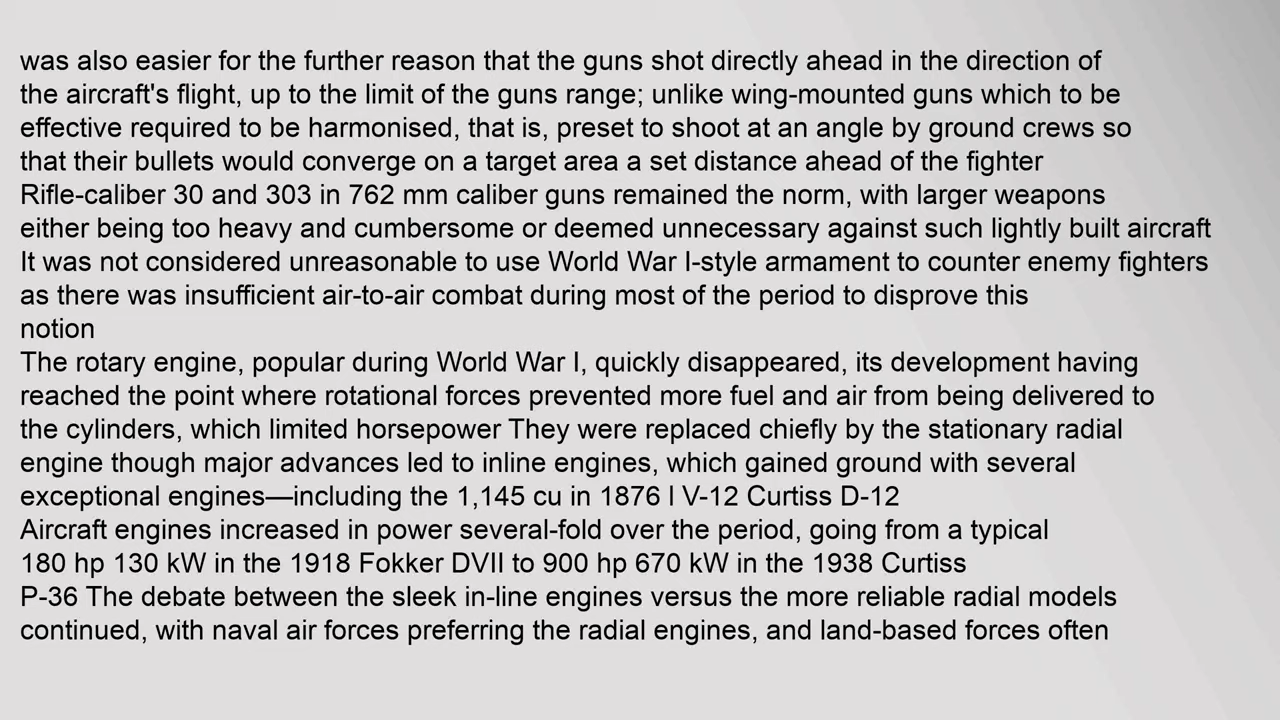 was also easier for the further reason that the guns shot directly ahead in the direction of
the aircraft's flight, up to the limit of the guns range; unlike wing-mounted guns which to be
effective required to be harmonised, that is, preset to shoot at an angle by ground crews so
that their bullets would converge on a target area a set distance ahead of the fighter
Rifle-caliber 30 and 303 in 762 mm caliber guns remained the norm, with larger weapons
either being too heavy and cumbersome or deemed unnecessary against such lightly built aircraft
It was not considered unreasonable to use World War I-style armament to counter enemy fighters
as there was insufficient air-to-air combat during most of the period to disprove this
notion
The rotary engine, popular during World War I, quickly disappeared, its development having
reached the point where rotational forces prevented more fuel and air from being delivered to
the cylinders, which limited horsepower They were replaced chiefly by the stationary radial
engine though major advances led to inline engines, which gained ground with several
exceptional engines—including the 1,145 cu in 1876 l V-12 Curtiss D-12
Aircraft engines increased in power several-fold over the period, going from a typical
180 hp 130 kW in the 1918 Fokker DVII to 900 hp 670 kW in the 1938 Curtiss
P-36 The debate between the sleek in-line engines versus the more reliable radial models
continued, with naval air forces preferring the radial engines, and land-based forces often